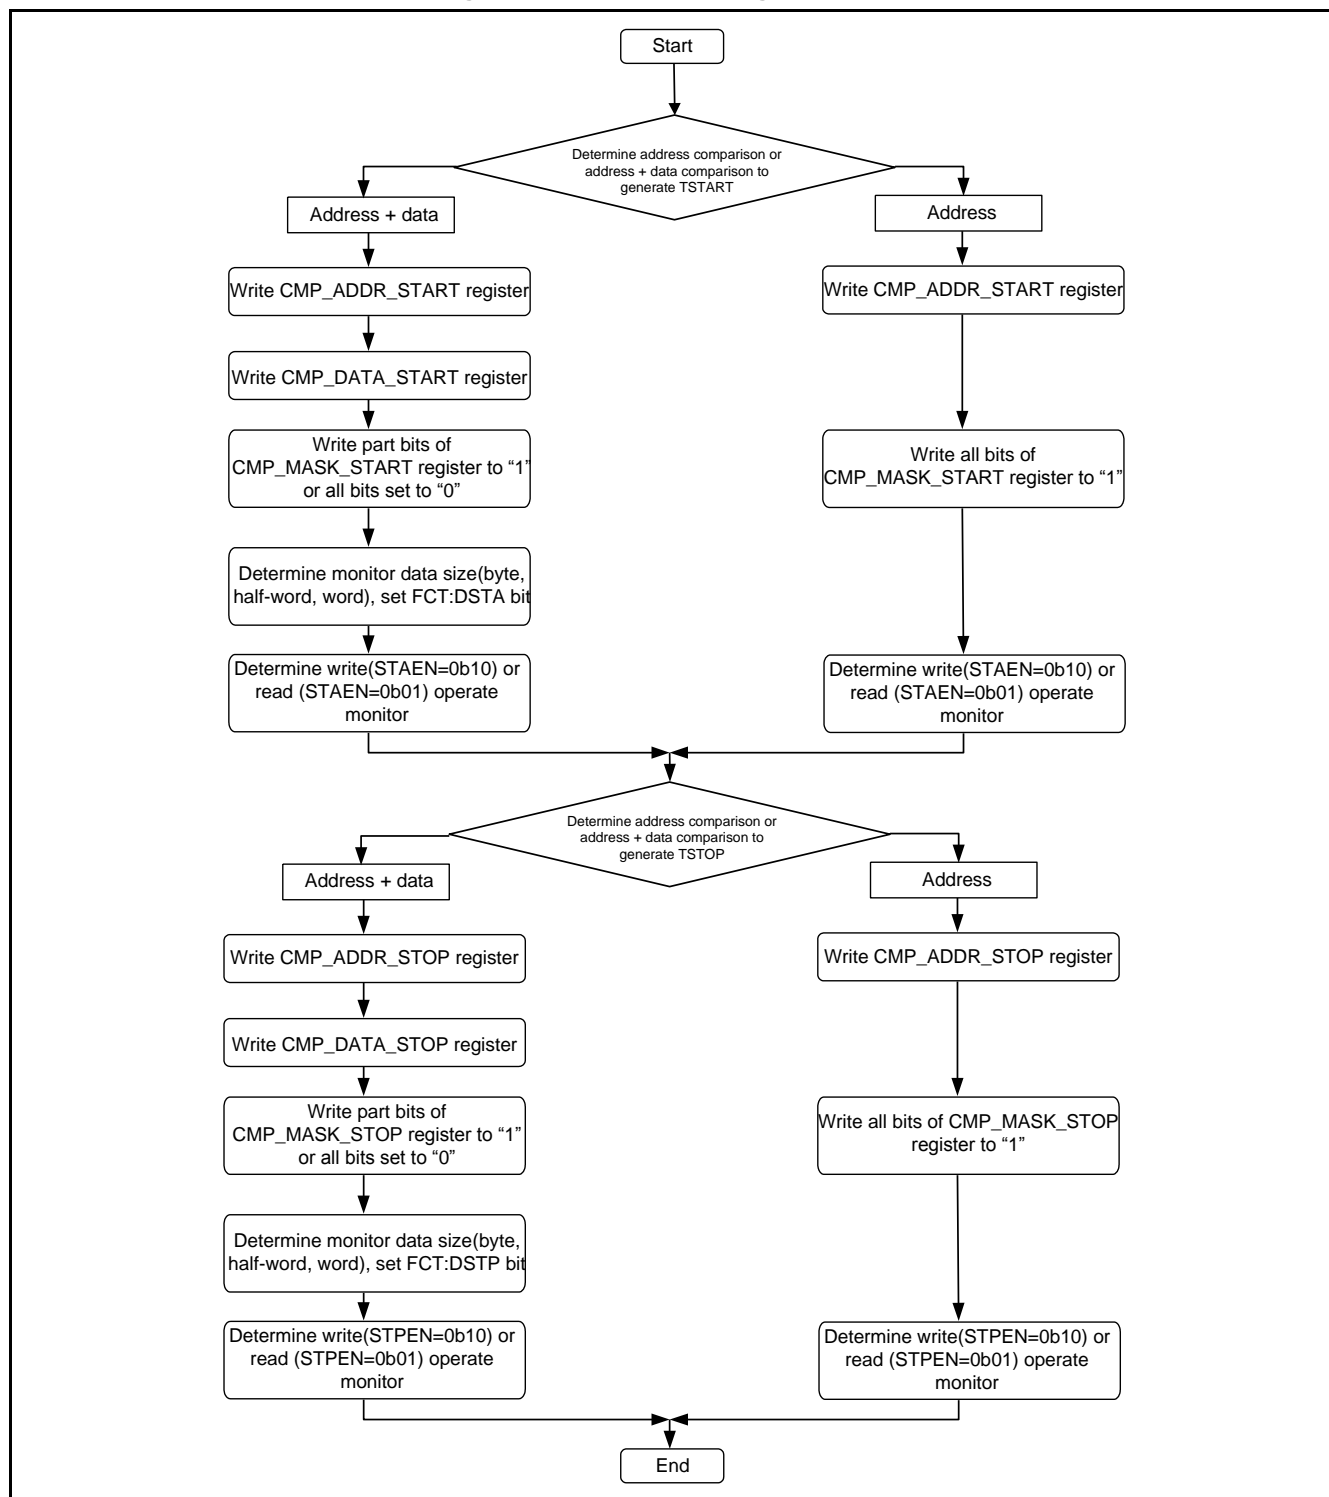 Start
Determine address comparison or
address + data comparison to
generate TSTART
Address + data
Address
Write CMP_ADDR_START register
Write CMP_ADDR_START register
Write CMP_DATA_START register
Write part bits of
CMP_MASK_START register to “1”
or all bits set to “0”
Write all bits of
CMP_MASK_START register to “1”
Determine monitor data size(byte,
half-word, word), set FCT:DSTA bit
Determine write(STAEN=0b10) or
read (STAEN=0b01) operate
monitor
Determine write(STAEN=0b10) or
read (STAEN=0b01) operate
monitor
Determine address comparison or
address + data comparison to
generate TSTOP
Address + data
Address
Write CMP_ADDR_STOP register
Write CMP_ADDR_STOP register
Write CMP_DATA_STOP register
Write part bits of
CMP_MASK_STOP register to “1”
or all bits set to “0”
Write all bits of CMP_MASK_STOP
register to “1”
Determine monitor data size(byte,
half-word, word), set FCT:DSTP bit
Determine write(STPEN=0b10) or
read (STPEN=0b01) operate
monitor
Determine write(STPEN=0b10) or
read (STPEN=0b01) operate
monitor
End